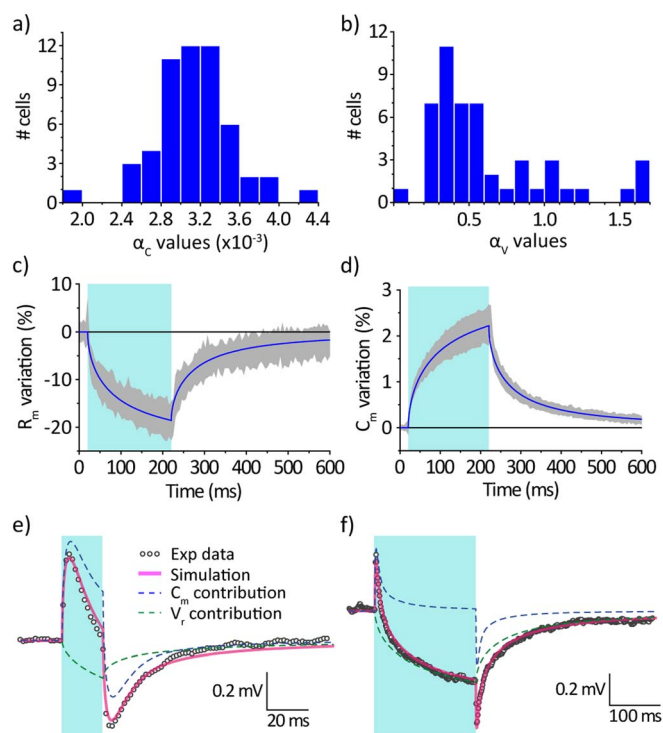 a)
12
9
6
3
0
# cells
2.0 2.4 2.8 3.2 3.6 4.0 4.4
αC values (x10-3)
b)
12
9
6
3
0
# cells
0.5 1.0 1.5
αV values
c)
10
0
-10
-20
Rm variation (%)
0 100 200 300 400 500 600
Time (ms)
d)
3
2
1
0
Cm variation (%)
0 100 200 300 400 500 600
Time (ms)
e)
Exp data
Simulation
Cm contribution
Vr contribution
0.2 mV
20 ms
f)
0.2 mV
100 ms